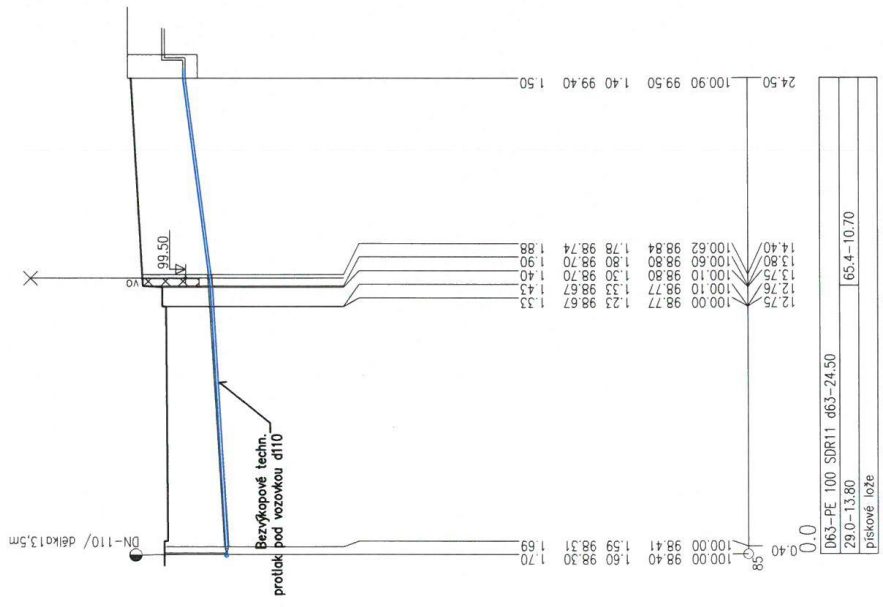 24.50 100.90 99.50 1.40 99.40 1.50
99.50
VO
14.40 100.62 98.84 1.78 98.74 1.88
13.80 100.60 98.80 1.80 98.70 1.90
13.75 100.10 98.80 1.30 98.70 1.40
12.76 100.10 98.77 1.33 98.67 1.43
12.75 100.00 98.77 1.23 98.67 1.33
65.4-10.70
Bezvýkopové techn.
protlak pod vozovkou d110
DN-110/ délka13,5m
0.40 100.00 98.41 1.59 98.31 1.69
100.00 98.40 1.60 98.30 1.70
85
0.0
D63-PE 100 SDR11 d63-24.50
29.0-13.80
pískové lože